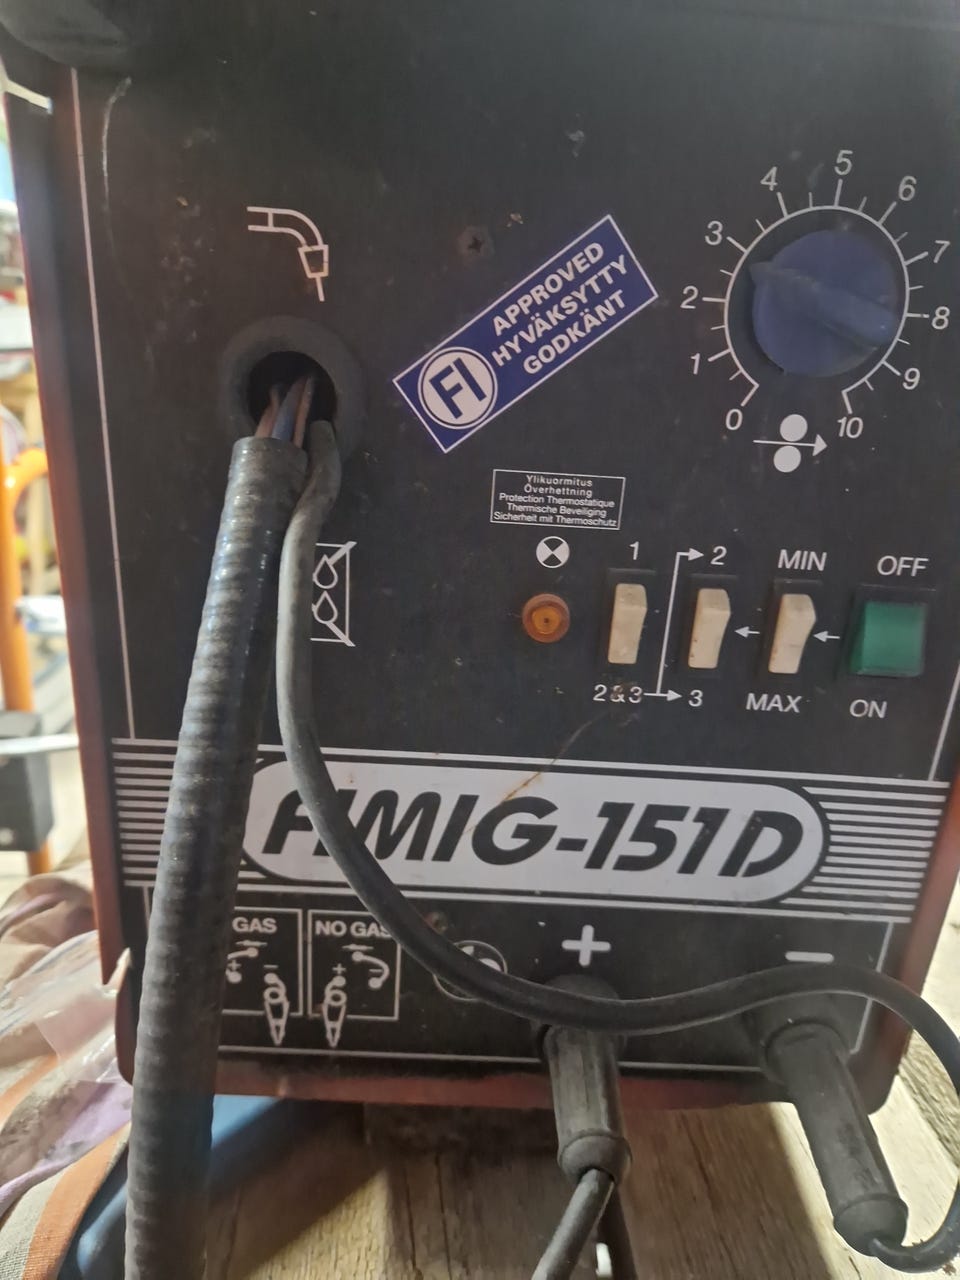 APPROVED
HYVÄKSYTTY
GODKÄNT
FI
0 1 2 3 4 5 6 7 8 9 10
Ylikuormitus
Överhettning
Protection Thermostatique
Thermische Beveiliging
Sicherheit mit Thermoschutz
1 2 MIN OFF
2&3 3 MAX ON
FIMIG-151D
GAS NO GAS
+ −
- +
+